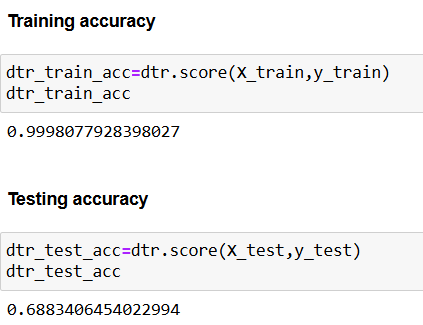 Training accuracy
dtr_train_acc=dtr.score(X_train,y_train)
dtr_train_acc
0.9998077928398027
Testing accuracy
dtr_test_acc=dtr.score(X_test,y_test)
dtr_test_acc
0.6883406454022994